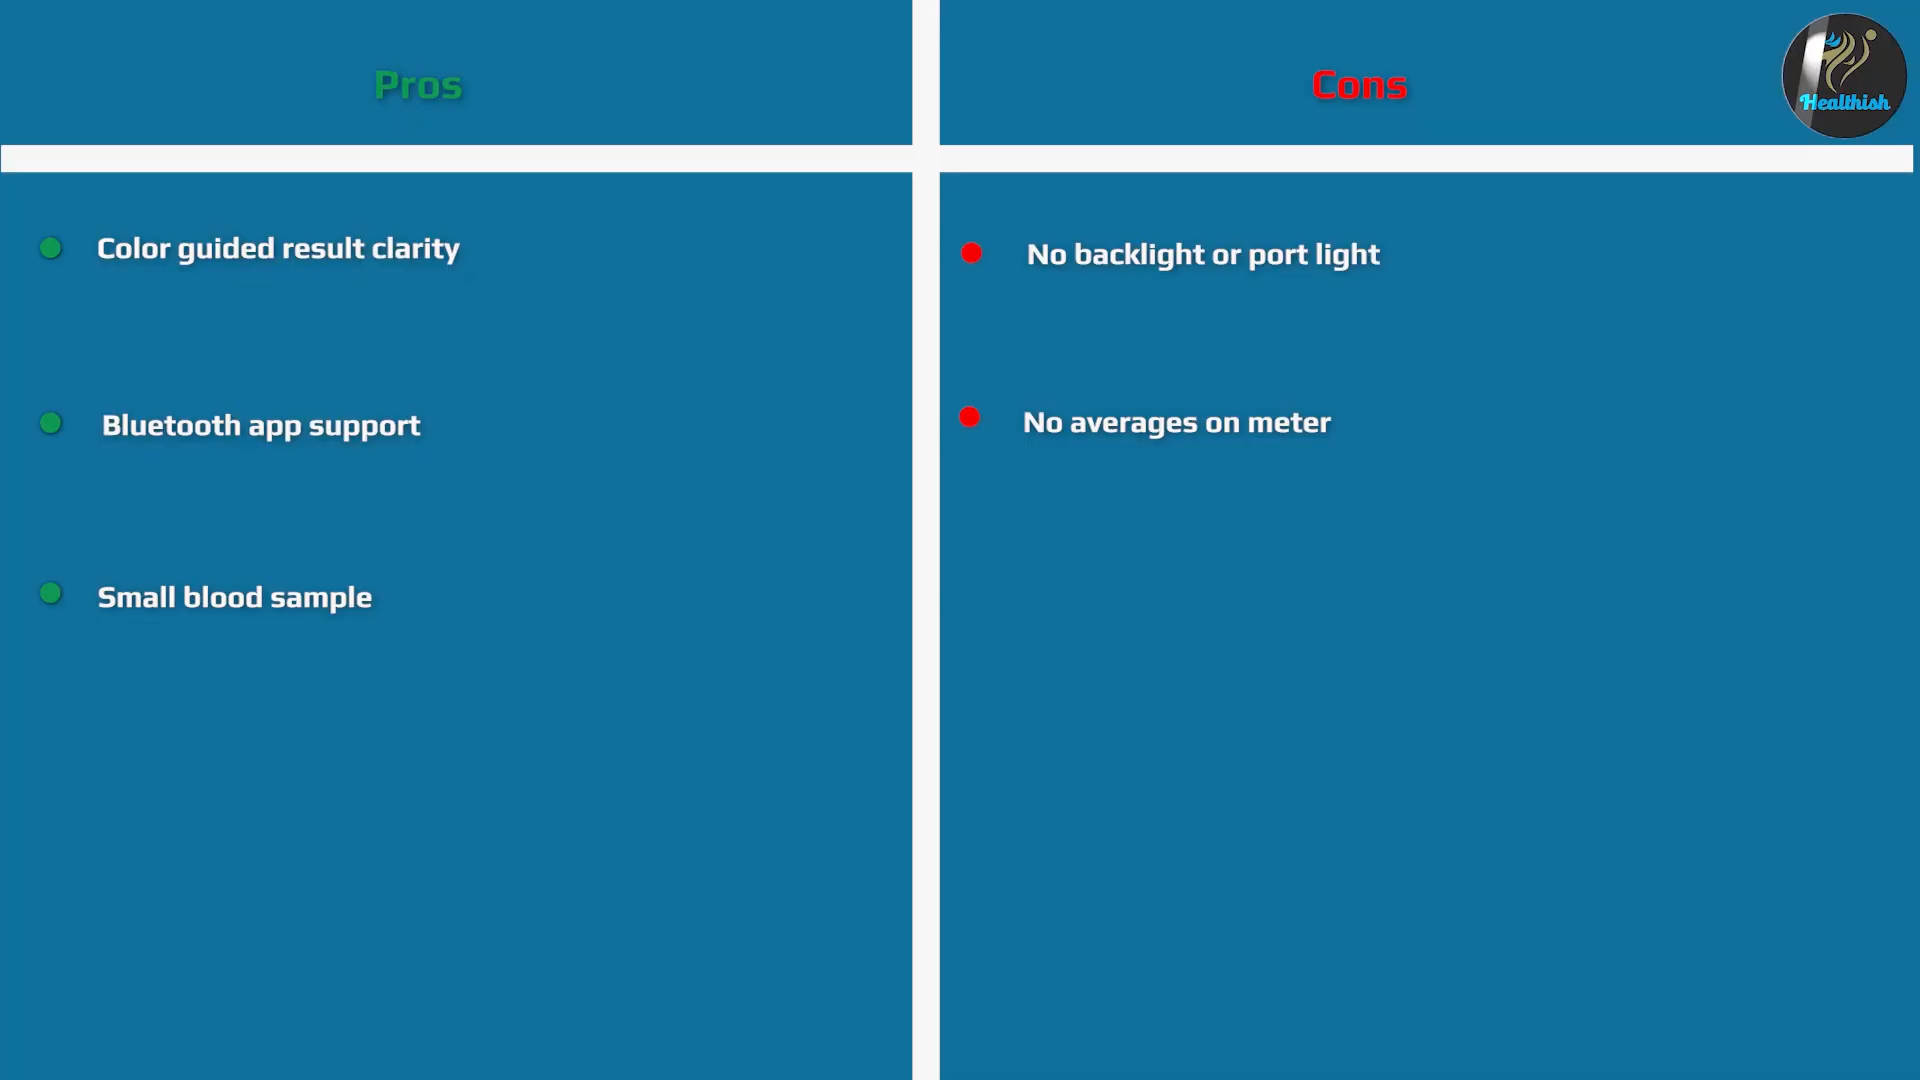 Pros
Cons
Healthish
Color guided result clarity
No backlight or port light
Bluetooth app support
No averages on meter
Small blood sample